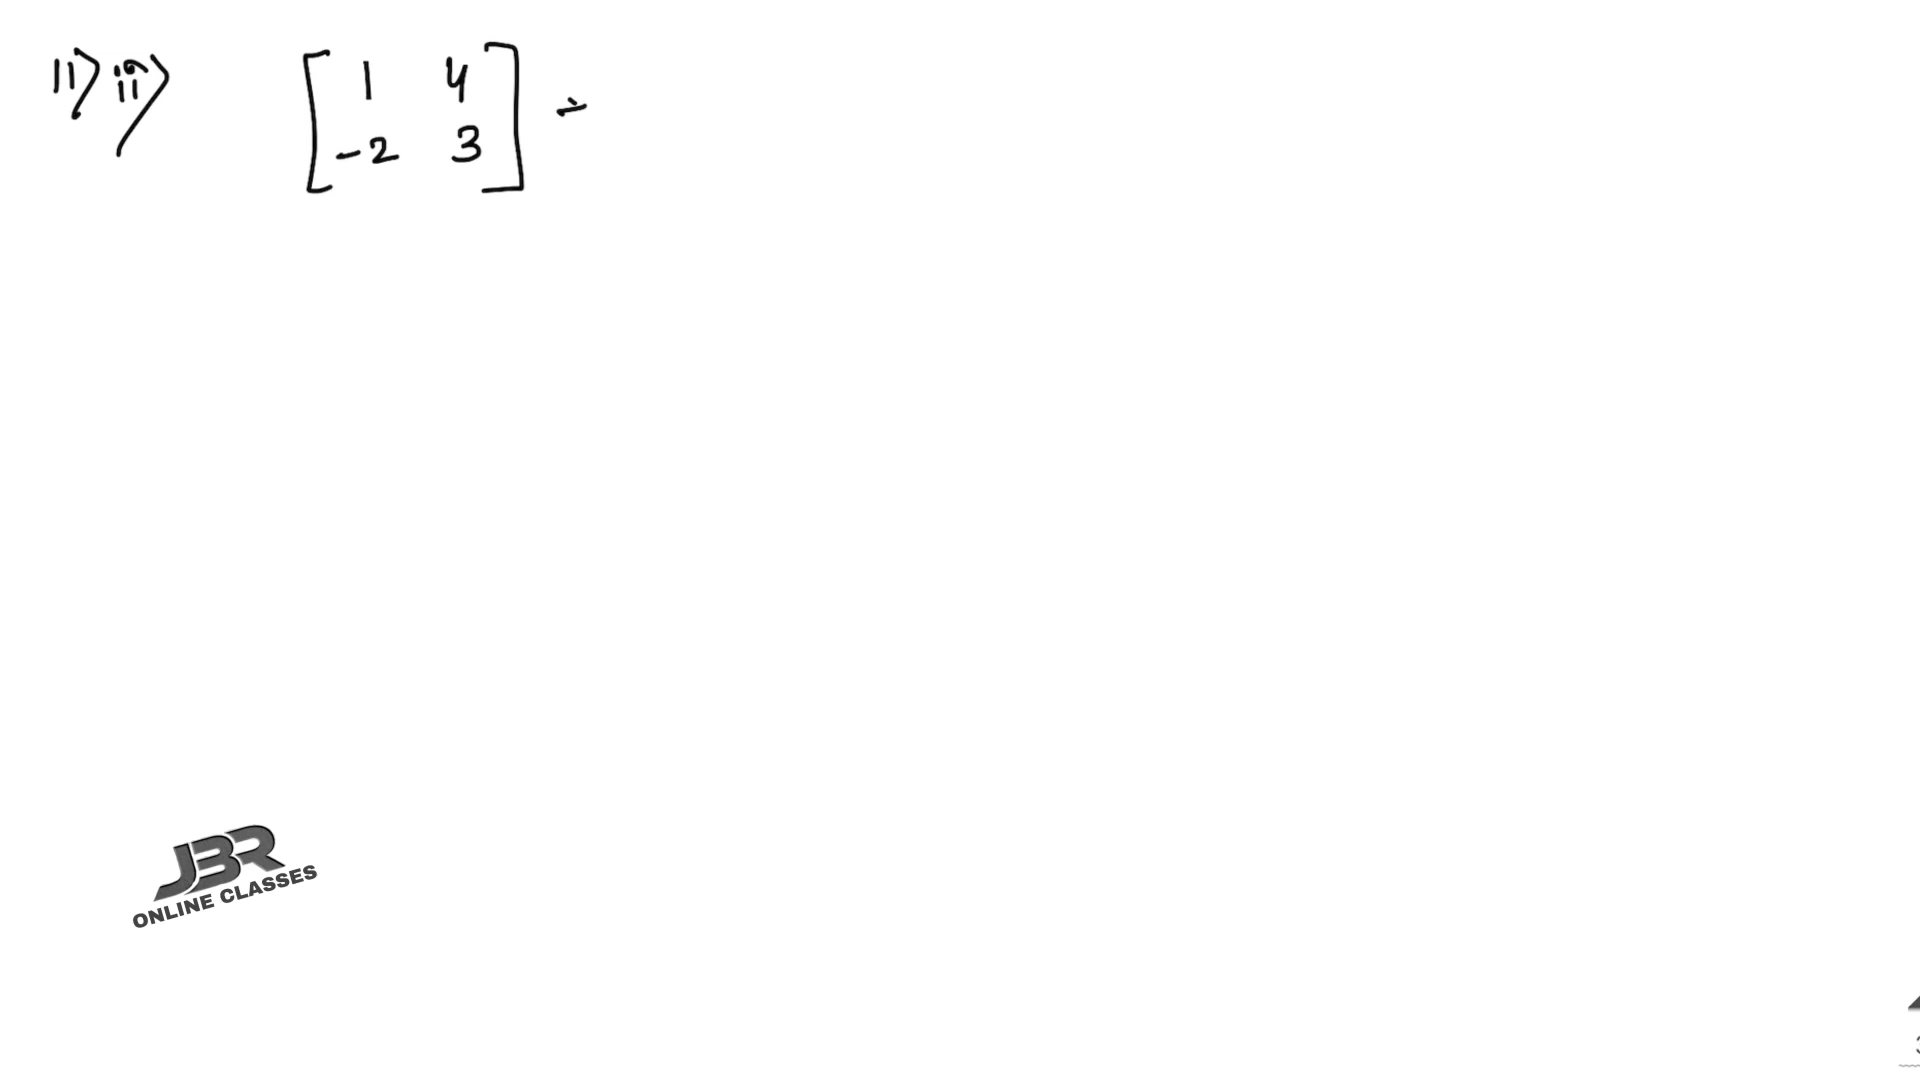 11) ii)
[ 1 4
-2 3 ] ÷
JBR
ONLINE CLASSES